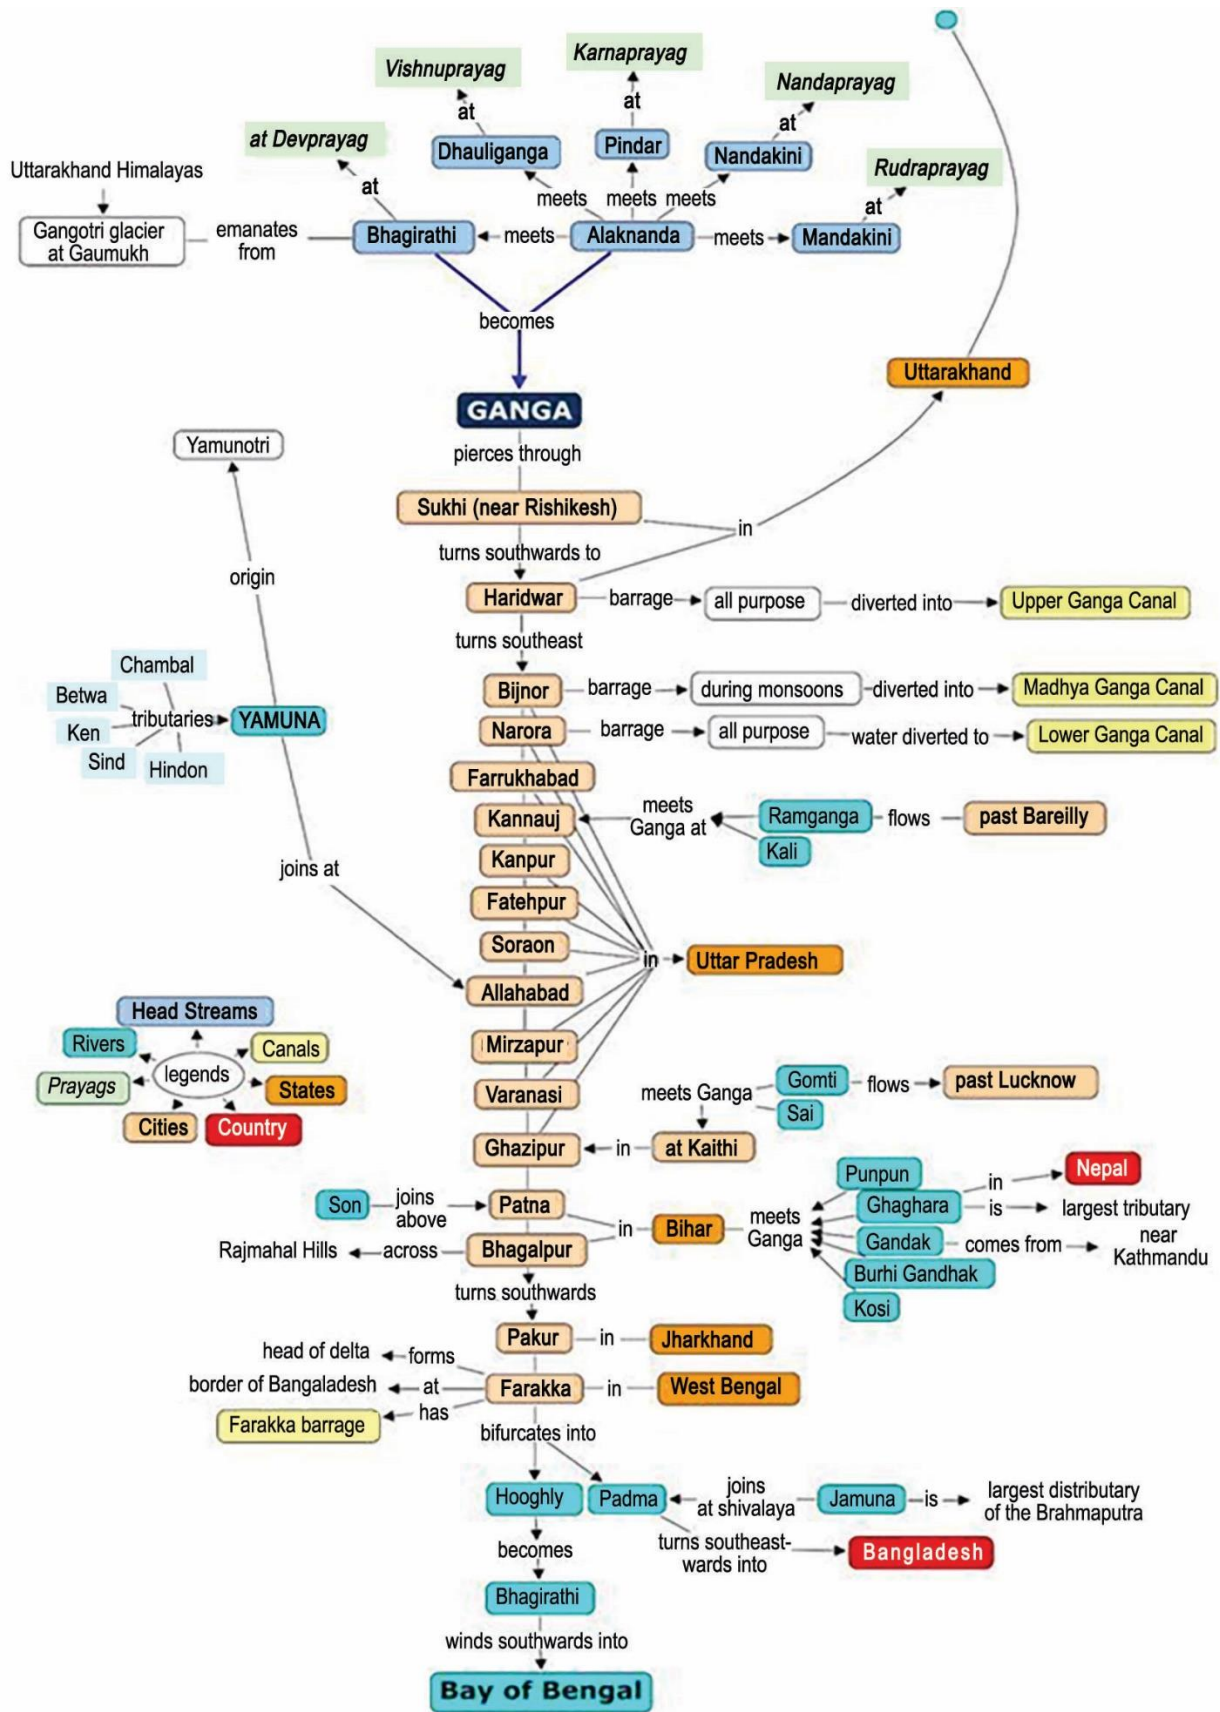 Karnaprayag
Vishnuprayag
Nandaprayag
at
at
at
at Devprayag
Dhauliganga
Pindar
Nandakini
Rudraprayag
Uttarakhand Himalayas
at
meets
meets
meets
at
Gangotri glacier
at Gaumukh
emanates
from
Bhagirathi
meets
Alaknanda
meets
Mandakini
becomes
Uttarakhand
GANGA
Yamunotri
pierces through
Sukhi (near Rishikesh)
in
turns southwards to
origin
Haridwar
barrage
all purpose
diverted into
Upper Ganga Canal
turns southeast
Chambal
Betwa
Ken
Sind
Hindon
tributaries
YAMUNA
Bijnor
barrage
during monsoons
diverted into
Madhya Ganga Canal
Narora
barrage
all purpose
water diverted to
Lower Ganga Canal
Farrukhabad
Kannauj
meets
Ganga at
Ramganga
flows
past Bareilly
Kali
Kanpur
joins at
Fatehpur
Soraon
in
Uttar Pradesh
Allahabad
Head Streams
Rivers
Canals
legends
Prayags
States
Cities
Country
Mirzapur
Varanasi
meets Ganga
Gomti
flows
past Lucknow
Sai
Ghazipur
in
at Kaithi
Punpun
in
Nepal
Son
joins
above
Patna
in
Bihar
meets
Ganga
Ghaghara
is
largest tributary
Rajmahal Hills
across
Bhagalpur
Gandak
comes from
near
Kathmandu
Burhi Gandhak
Kosi
turns southwards
Pakur
in
Jharkhand
head of delta
forms
border of Bangaladesh
at
Farakka
in
West Bengal
Farakka barrage
has
bifurcates into
Hooghly
Padma
joins
at shivalaya
Jamuna
is
largest distributary
of the Brahmaputra
becomes
turns southeast-
wards into
Bangladesh
Bhagirathi
winds southwards into
Bay of Bengal